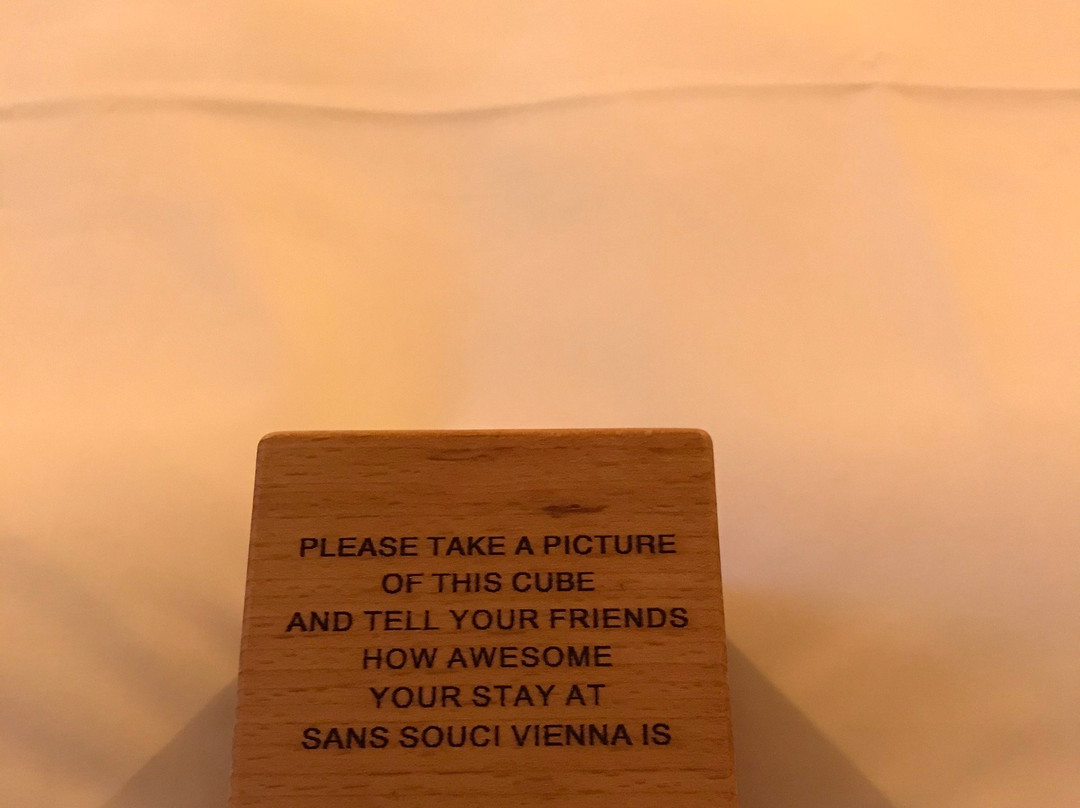 PLEASE TAKE A PICTURE
OF THIS CUBE
AND TELL YOUR FRIENDS
HOW AWESOME
YOUR STAY AT
SANS SOUCI VIENNA IS